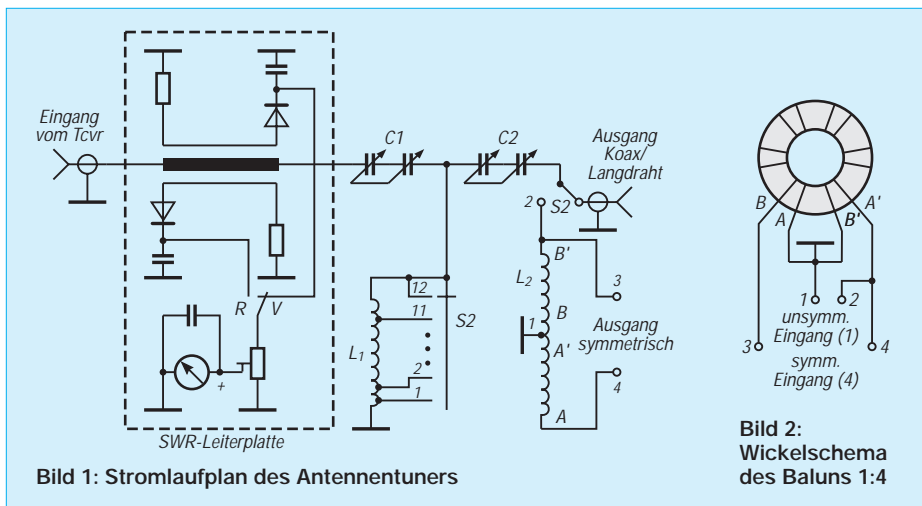 Eingang
vom Tcvr
C1
C2
Ausgang
Koax/
Langdraht
2
S2
B'
L2
3
B
1
Ausgang
symmetrisch
A'
4
A
12
11
S2
L1
2
1
R
V
+
SWR-Leiterplatte
Bild 1: Stromlaufplan des Antennentuners
B
A
B'
A'
1
2
unsymm.
Eingang (1)
3
symm.
4
Eingang (4)
Bild 2:
Wickelschema
des Baluns 1:4